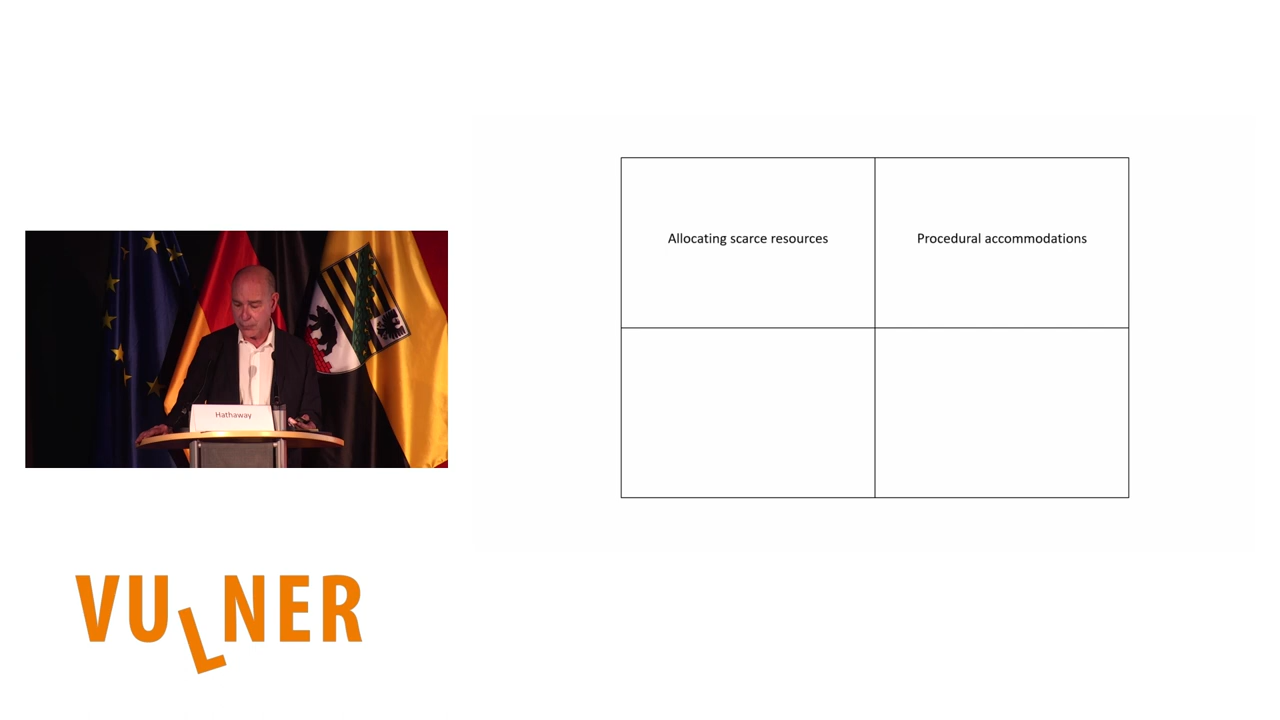 Allocating scarce resources
Procedural accommodations
Hathaway
VULNER